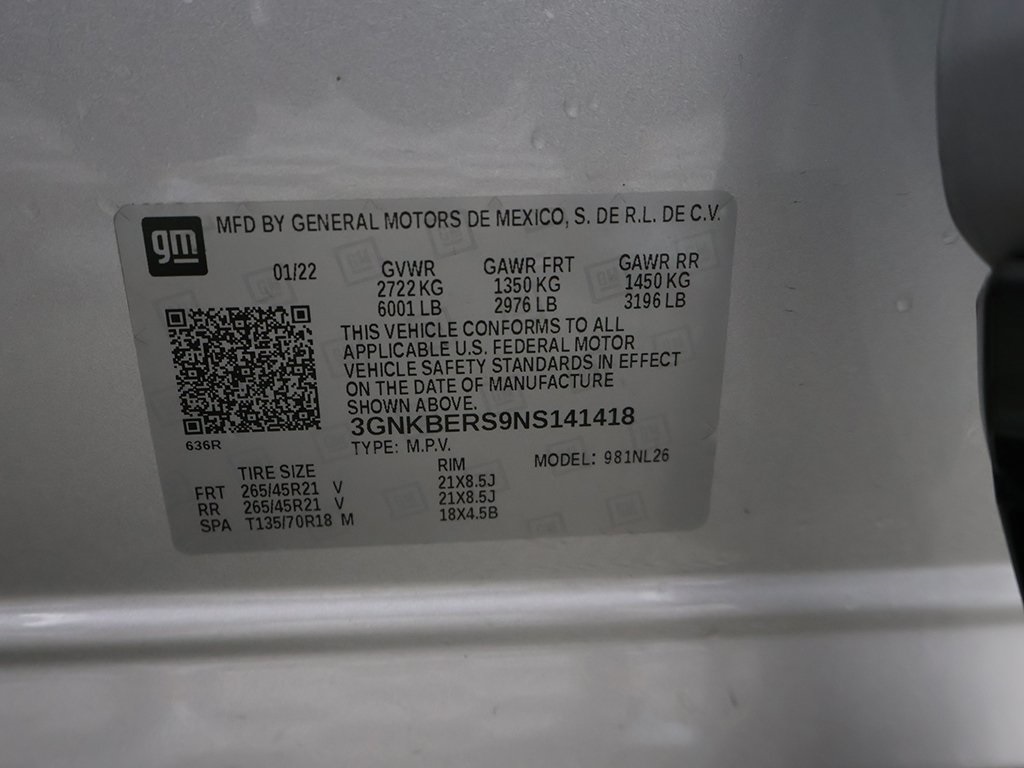 gm
MFD BY GENERAL MOTORS DE MEXICO, S. DE R.L. DE C.V.
01/22 GVWR GAWR FRT GAWR RR
2722 KG 1350 KG 1450 KG
6001 LB 2976 LB 3196 LB
THIS VEHICLE CONFORMS TO ALL
APPLICABLE U.S. FEDERAL MOTOR
VEHICLE SAFETY STANDARDS IN EFFECT
ON THE DATE OF MANUFACTURE
SHOWN ABOVE.
3GNKBERS9NS141418
636R
TYPE: M.P.V.
MODEL: 981NL26
TIRE SIZE RIM
FRT 265/45R21 V 21X8.5J
RR 265/45R21 V 21X8.5J
SPA T135/70R18 M 18X4.5B